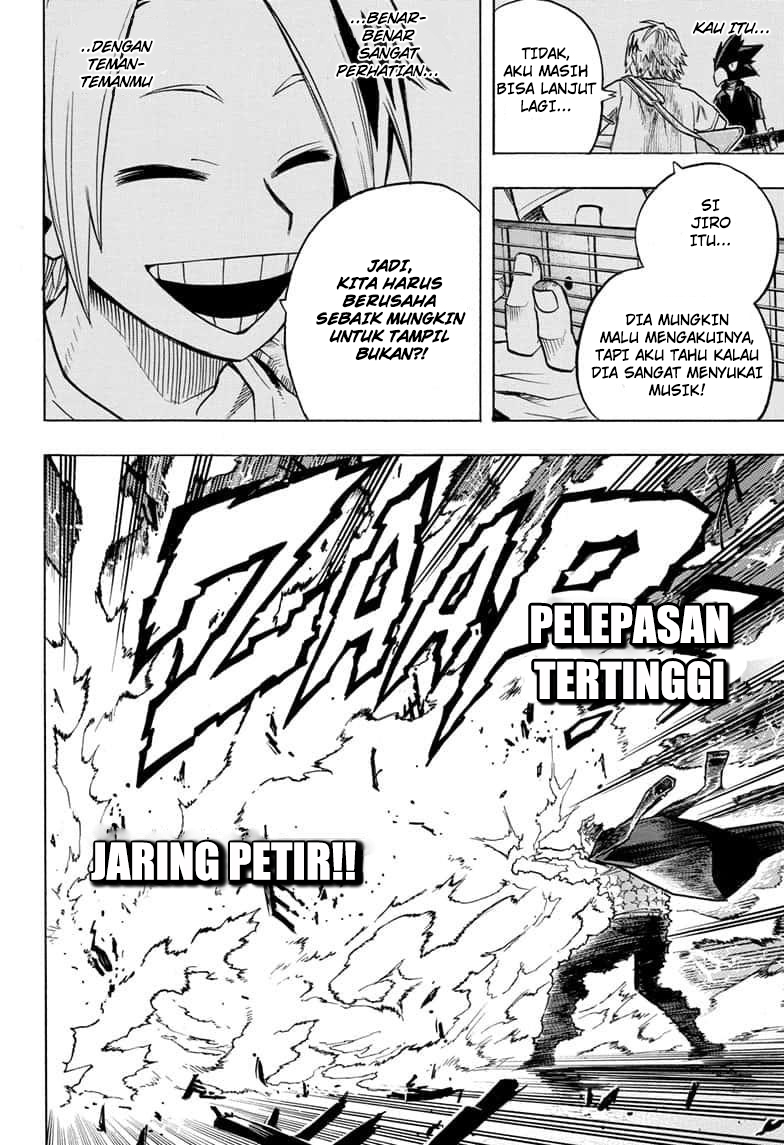 KAU ITU...
TIDAK,
AKU MASIH
BISA LANJUT
LAGI...
SI
JIRO
ITU...
DIA MUNGKIN
MALU MENGAKUINYA,
TAPI AKU TAHU KALAU
DIA SANGAT MENYUKAI
MUSIK!
...BENAR-
BENAR
SANGAT
PERHATIAN...
..DENGAN
TEMAN-
TEMANMU
JADI,
KITA HARUS
BERUSAHA
SEBAIK MUNGKIN
UNTUK TAMPIL
BUKAN?!
ZAAAP
PELEPASAN
TERTINGGI
JARING PETIR!!